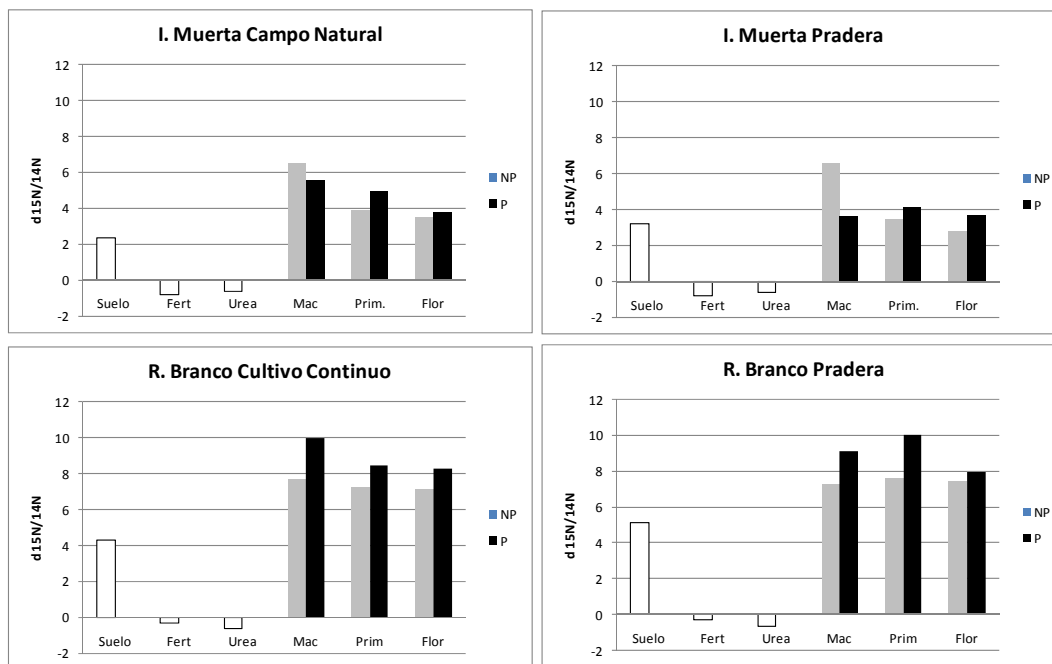 I. Muerta Campo Natural
12
10
8
6
4
2
0
-2
d15N/14N
Suelo Fert Urea Mac Prim. Flor
NP
P
I. Muerta Pradera
12
10
8
6
4
2
0
-2
d15N/14N
Suelo Fert Urea Mac Prim. Flor
NP
P
R. Branco Cultivo Continuo
12
10
8
6
4
2
0
-2
d15N/14N
Suelo Fert Urea Mac Prim Flor
NP
P
R. Branco Pradera
12
10
8
6
4
2
0
-2
d15N/14N
Suelo Fert Urea Mac Prim Flor
NP
P